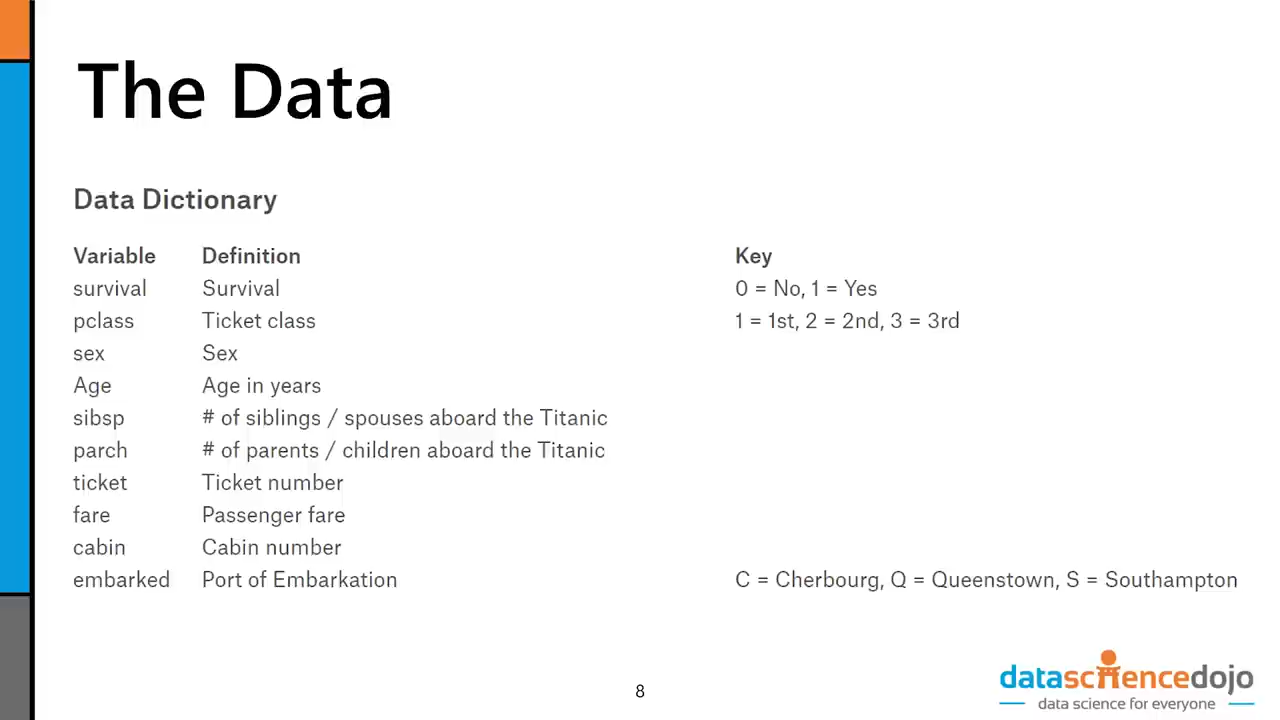 The Data
Data Dictionary
Variable Definition Key
survival Survival 0 = No, 1 = Yes
pclass Ticket class 1 = 1st, 2 = 2nd, 3 = 3rd
sex Sex
Age Age in years
sibsp # of siblings / spouses aboard the Titanic
parch # of parents / children aboard the Titanic
ticket Ticket number
fare Passenger fare
cabin Cabin number
embarked Port of Embarkation C = Cherbourg, Q = Queenstown, S = Southampton
8
datasciencedojo
data science for everyone